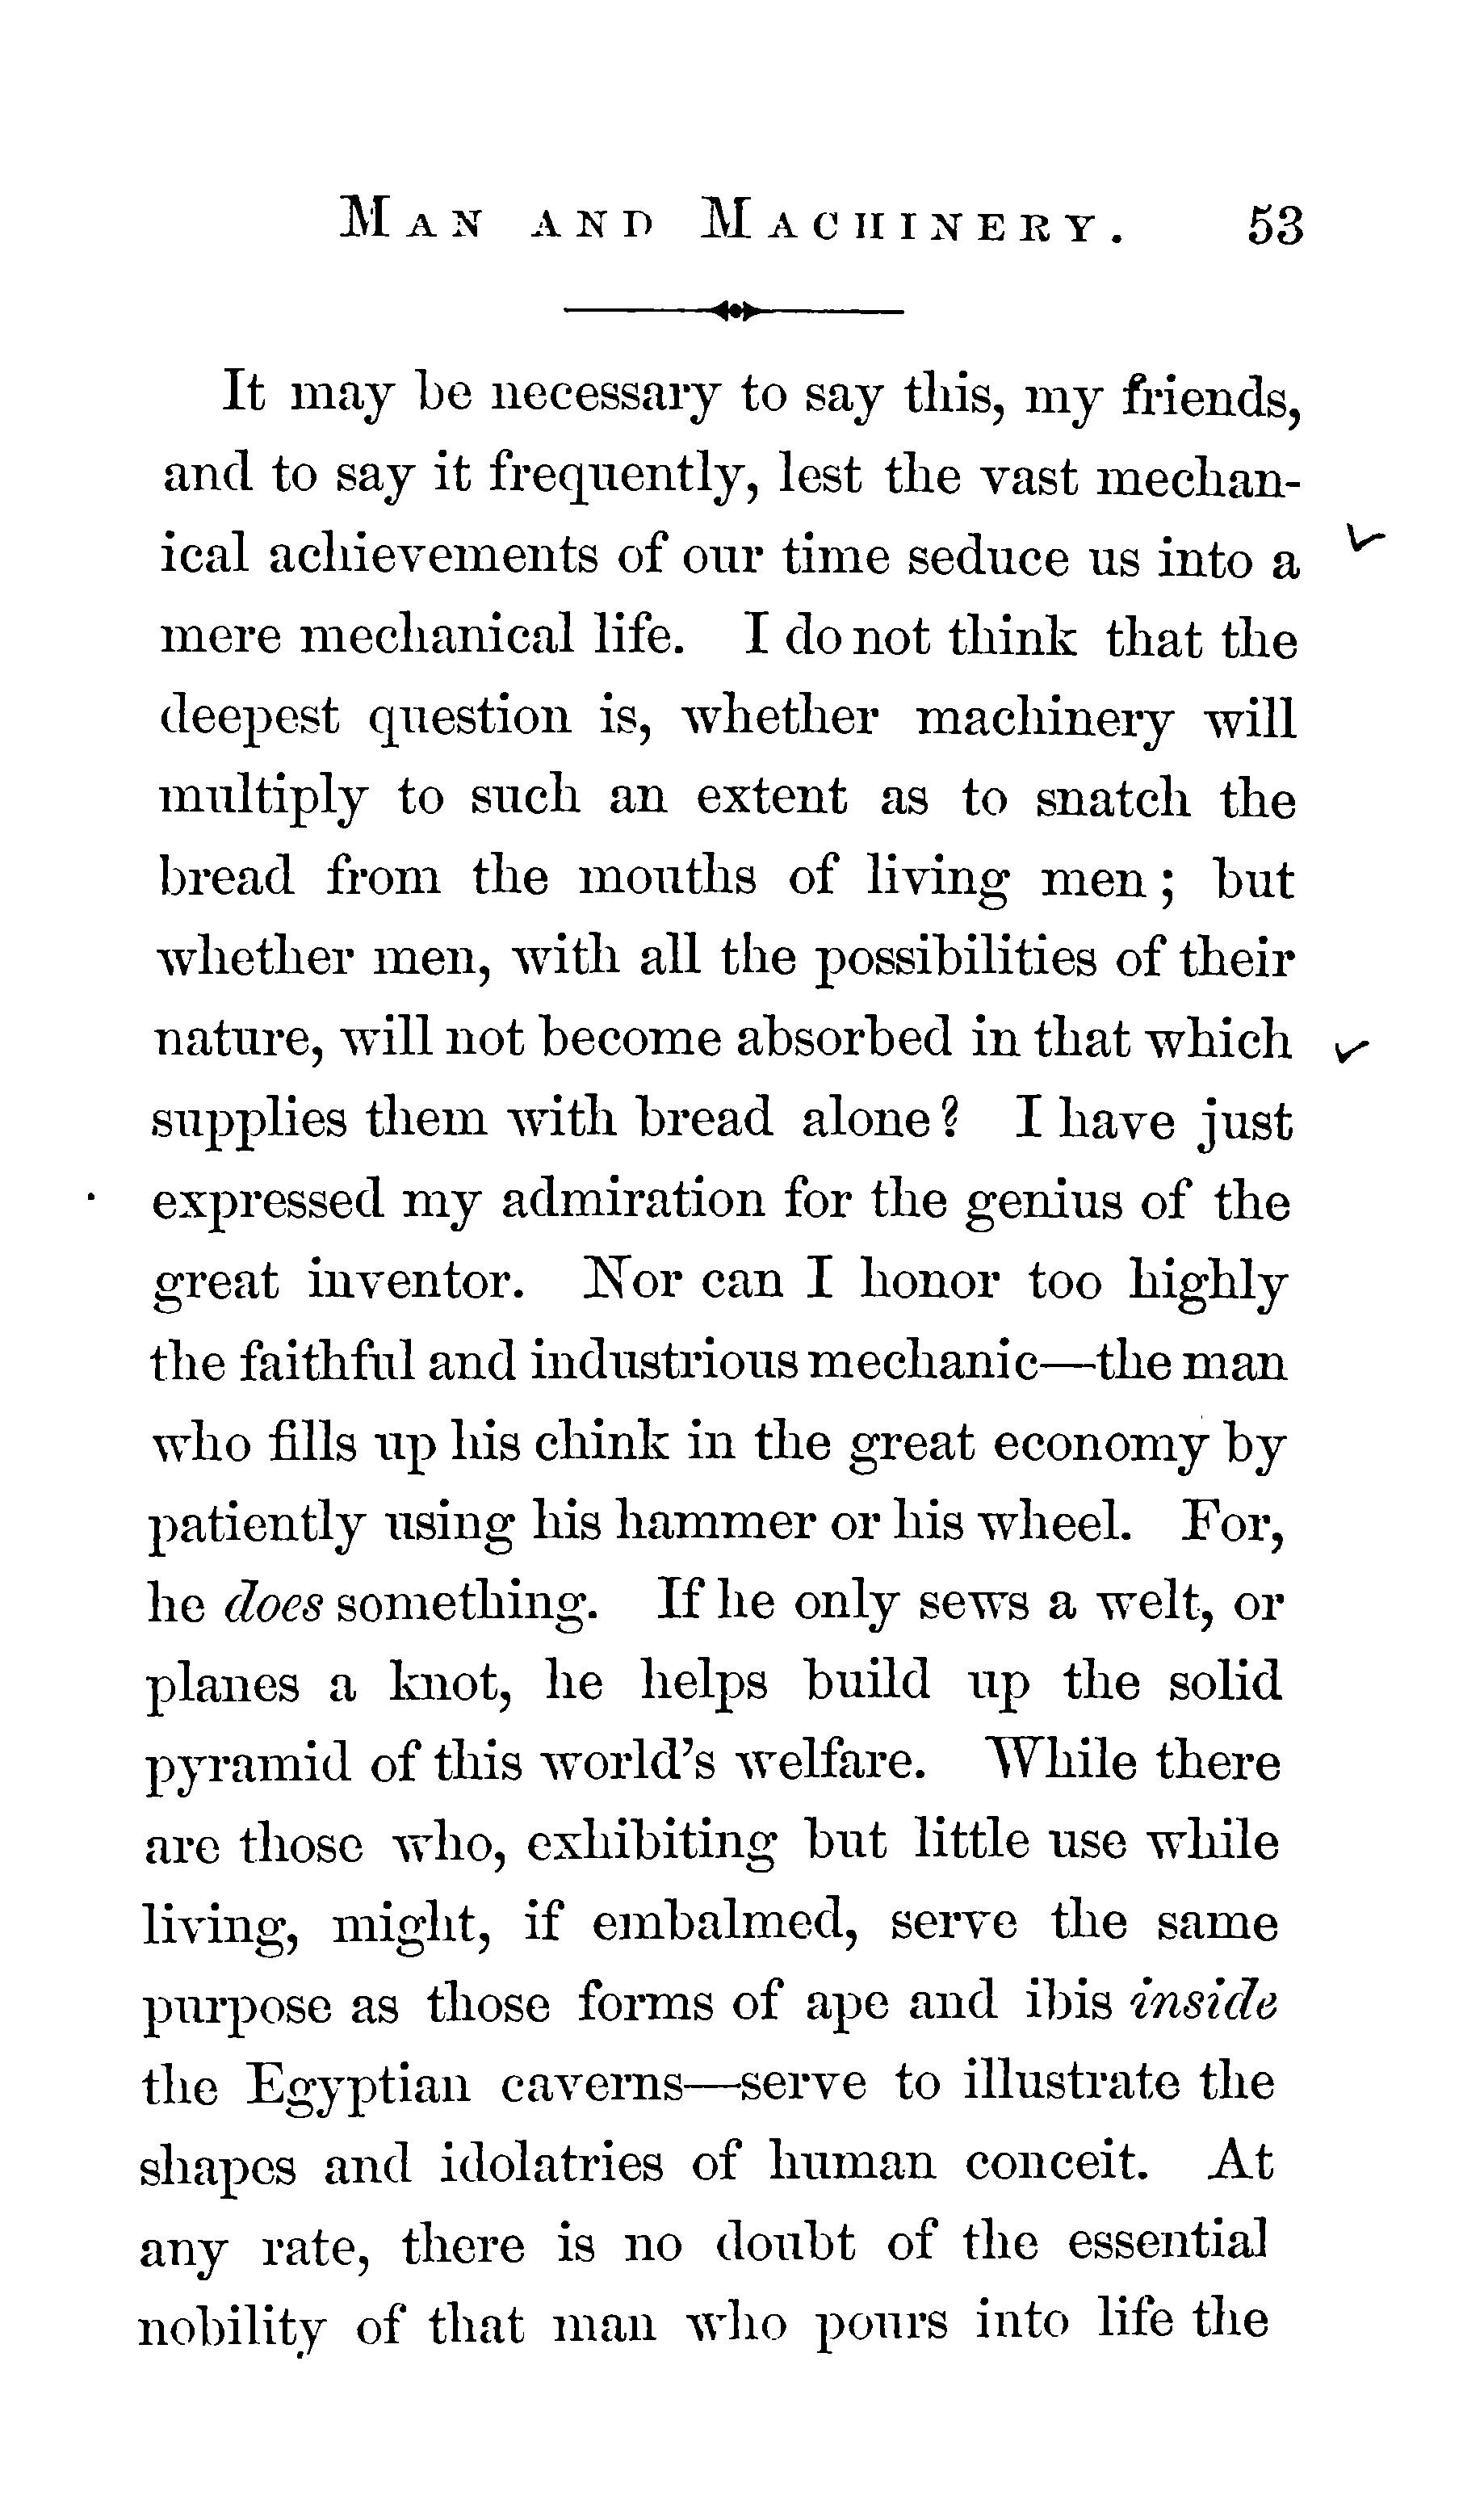 MAN AND MACHINERY. 53
It may be necessary to say this, my friends,
and to say it frequently, lest the vast mechan-
ical achievements of our time seduce us into a
mere mechanical life. I do not think that the
deepest question is, whether machinery will
multiply to such an extent as to snatch the
bread from the mouths of living men; but
whether men, with all the possibilities of their
nature, will not become absorbed in that which
supplies them with bread alone? I have just
expressed my admiration for the genius of the
great inventor. Nor can I honor too highly
the faithful and industrious mechanic—the man
who fills up his chink in the great economy by
patiently using his hammer or his wheel. For,
he does something. If he only sews a welt, or
planes a knot, he helps build up the solid
pyramid of this world's welfare. While there
are those who, exhibiting but little use while
living, might, if embalmed, serve the same
purpose as those forms of ape and ibis inside
the Egyptian caverns—serve to illustrate the
shapes and idolatries of human conceit. At
any rate, there is no doubt of the essential
nobility of that man who pours into life the